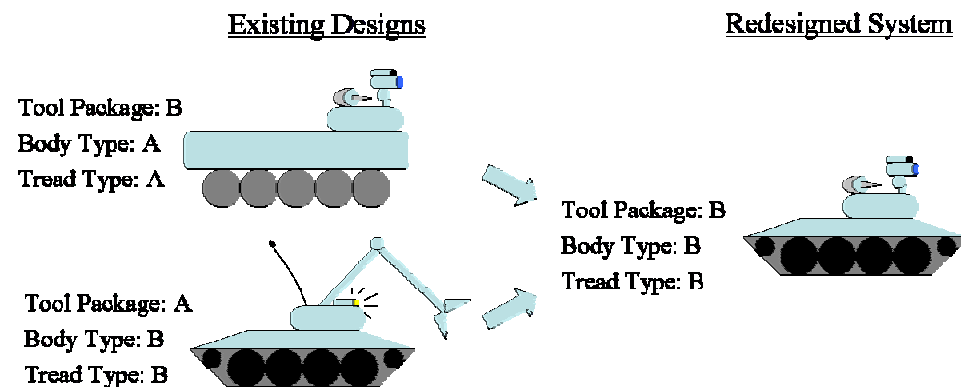 Existing Designs
Redesigned System
Tool Package: B
Body Type: A
Tread Type: A
Tool Package: B
Body Type: B
Tread Type: B
Tool Package: A
Body Type: B
Tread Type: B